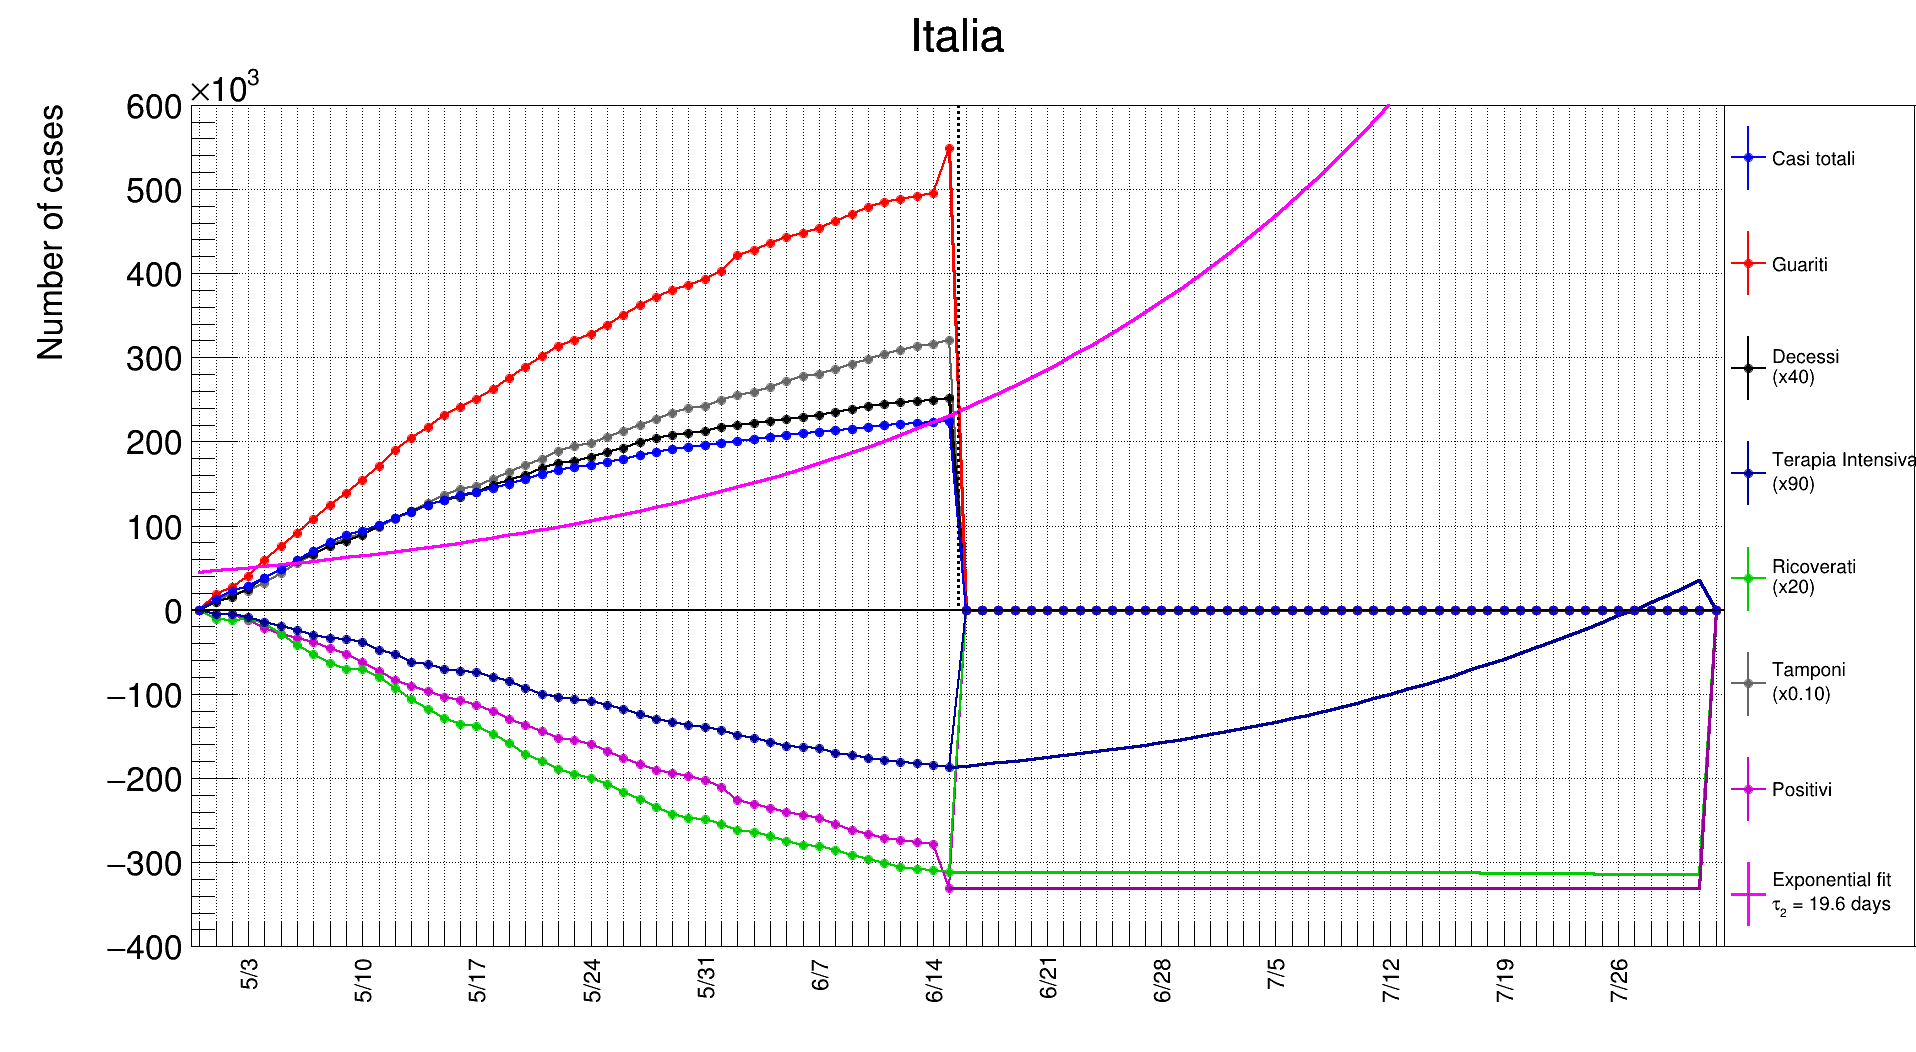 Italia
×10³
Number of cases
600
500
400
300
200
100
0
−100
−200
−300
−400
5/3
5/10
5/17
5/24
5/31
6/7
6/14
6/21
6/28
7/5
7/12
7/19
7/26
Casi totali
Guariti
Decessi
(x40)
Terapia Intensiva
(x90)
Ricoverati
(x20)
Tamponi
(x0.10)
Positivi
Exponential fit
τ₂ = 19.6 days